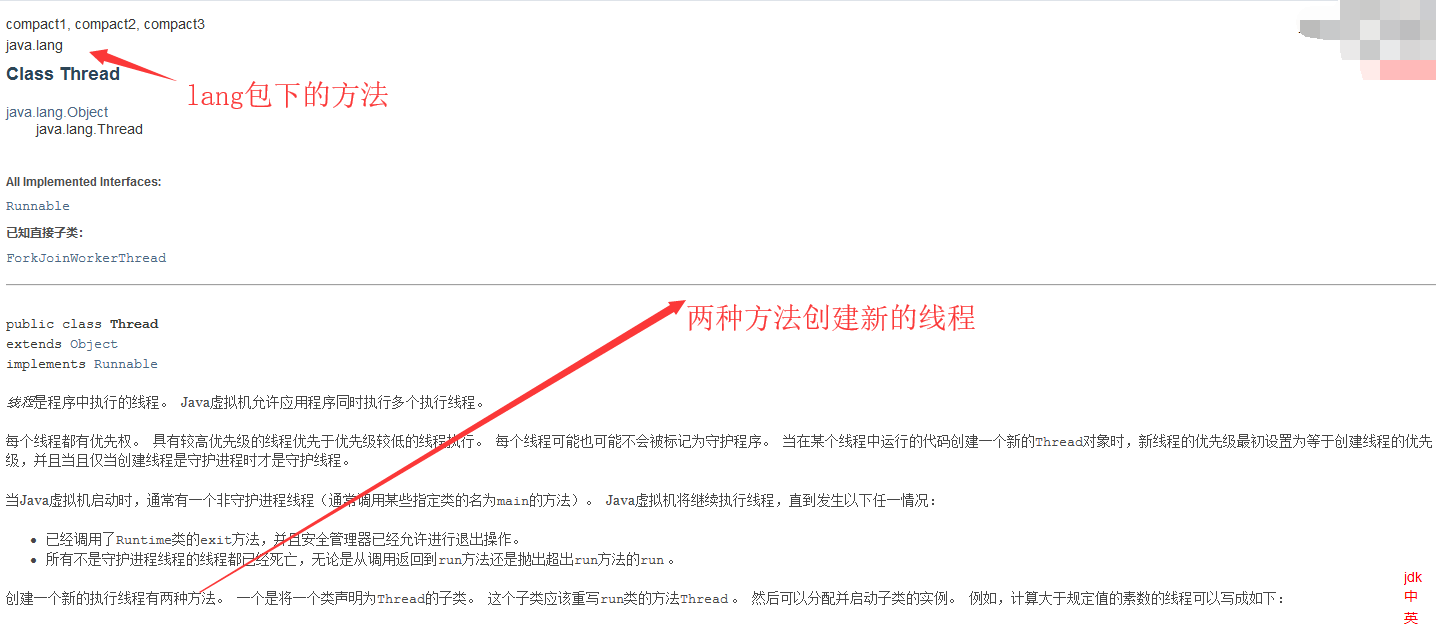 compact1, compact2, compact3
java.lang
Class Thread
lang包下的方法
java.lang.Object
java.lang.Thread
All Implemented Interfaces:
Runnable
已知直接子类:
ForkJoinWorkerThread
两种方法创建新的线程
public class Thread
extends Object
implements Runnable
线程是程序中执行的线程。 Java虚拟机允许应用程序同时执行多个执行线程。
每个线程都有优先权。 具有较高优先级的线程优先于优先级较低的线程执行。 每个线程可能也可能不会被标记为守护程序。 当在某个线程中运行的代码创建一个新的Thread对象时，新线程的优先级最初设置为等于创建线程的优先
级，并且当且仅当创建线程是守护进程时才是守护线程。
当Java虚拟机启动时，通常有一个非守护进程线程（通常调用某些指定类的名为main的方法）。 Java虚拟机将继续执行线程，直到发生以下任一情况：
• 已经调用了Runtime类的exit方法，并且安全管理器已经允许进行退出操作。
• 所有不是守护进程线程的线程都已经死亡，无论是从调用返回到run方法还是抛出超出run方法的run 。
创建一个新的执行线程有两种方法。 一个是将一个类声明为Thread的子类。 这个子类应该重写run类的方法Thread 。 然后可以分配并启动子类的实例。 例如，计算大于规定值的素数的线程可以写成如下：
jdk
中
英